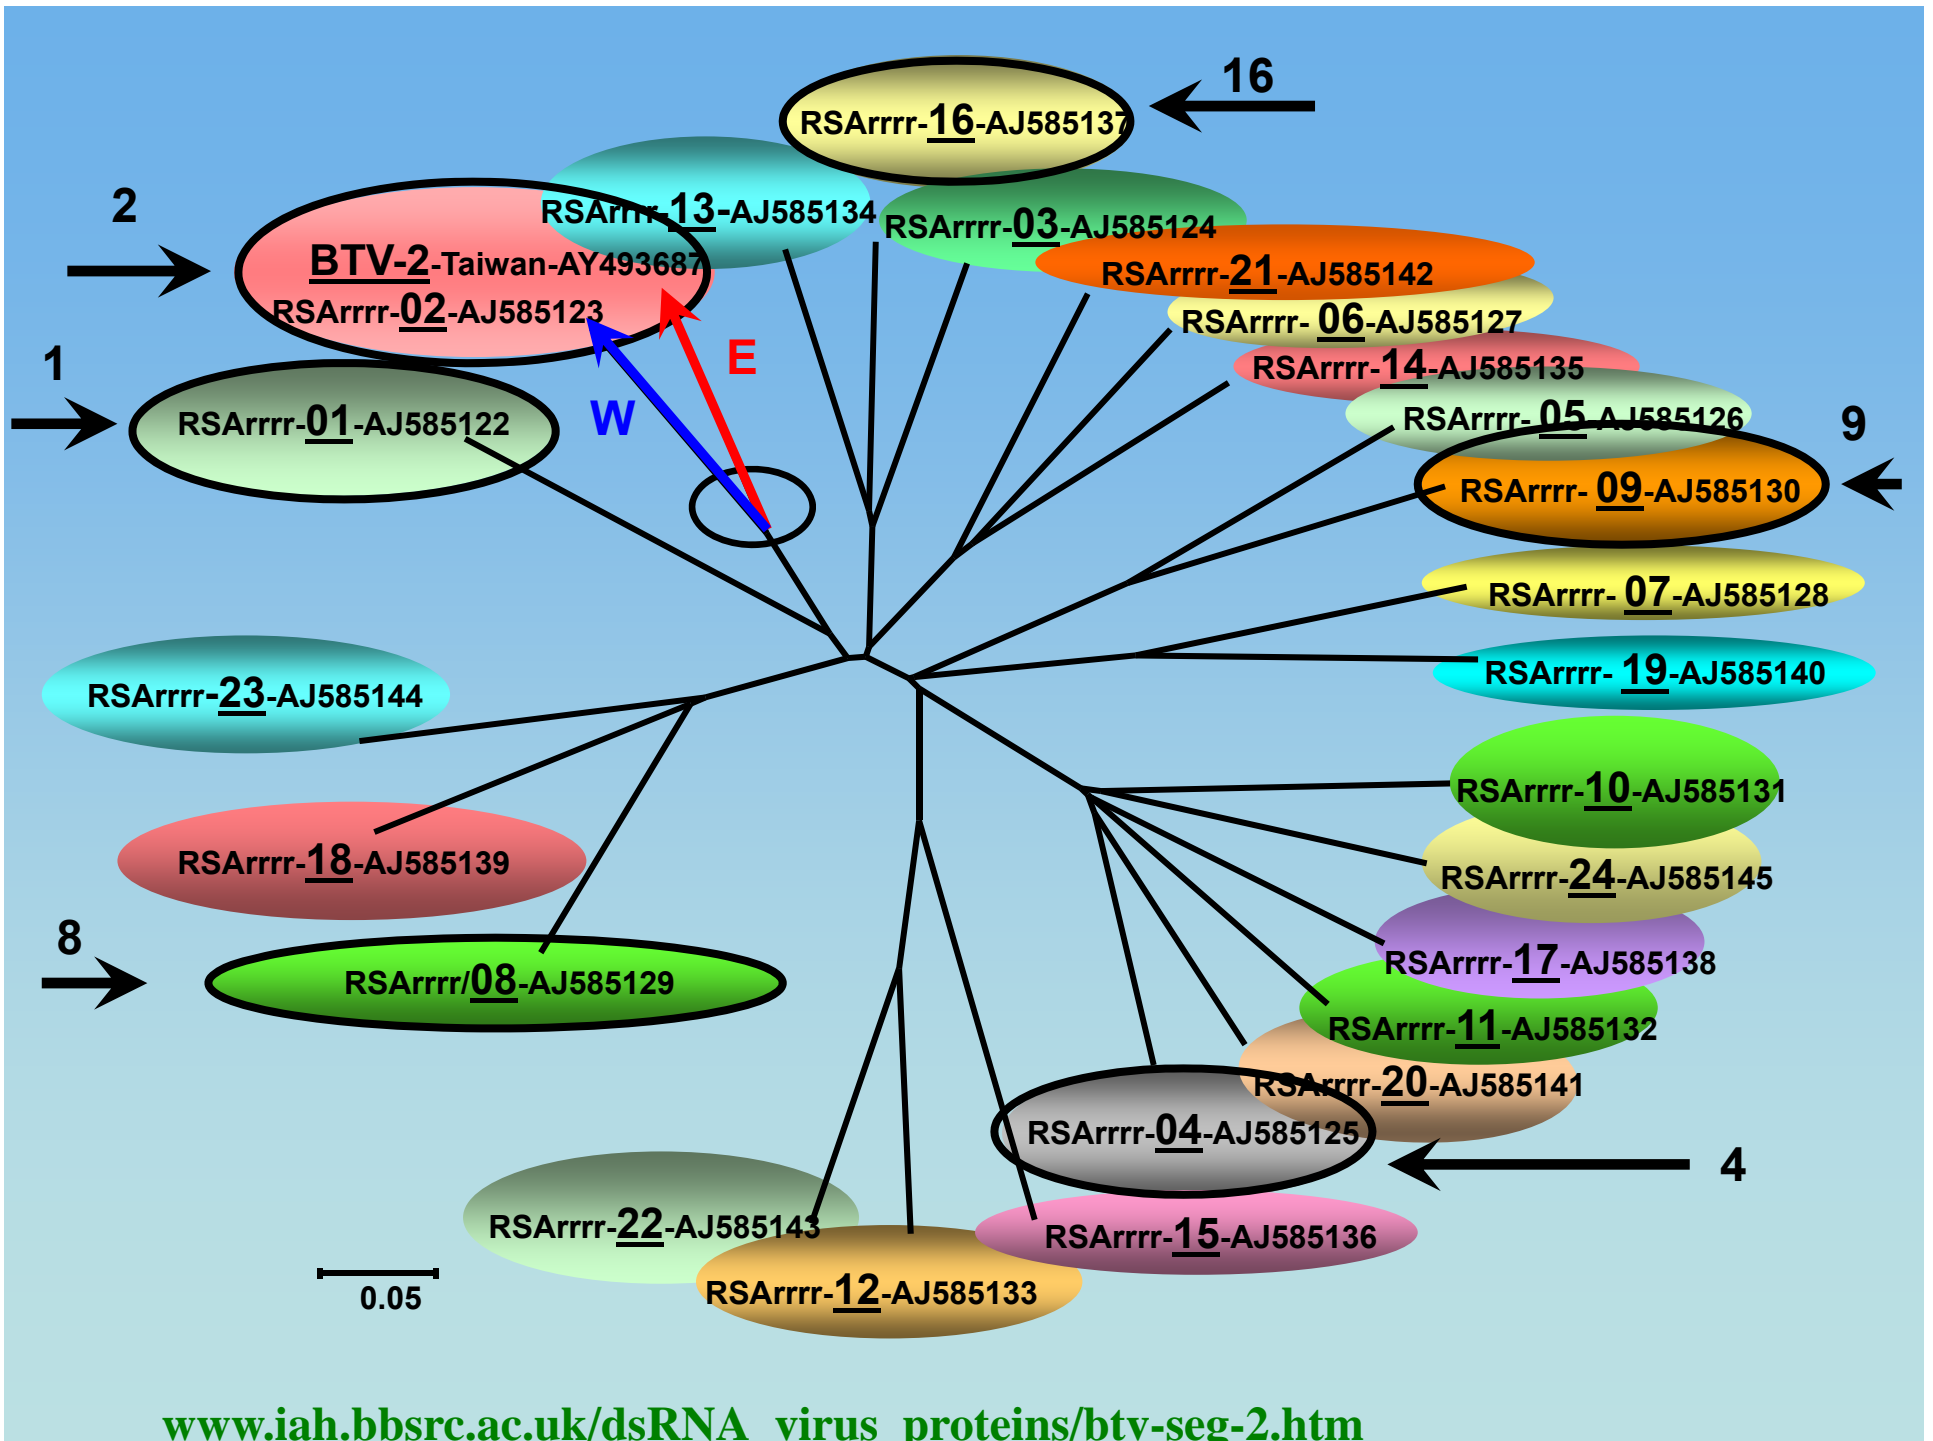 16
RSArrrr-16-AJ585137
2
RSArrrr-13-AJ585134
RSArrrr-03-AJ585124
BTV-2-Taiwan-AY493687
RSArrrr-21-AJ585142
RSArrrr-02-AJ585123
RSArrrr- 06-AJ585127
E
1
RSArrrr-14-AJ585135
W
RSArrrr-01-AJ585122
RSArrrr- 05-AJ585126
9
RSArrrr- 09-AJ585130
RSArrrr- 07-AJ585128
RSArrrr-23-AJ585144
RSArrrr- 19-AJ585140
RSArrrr-10-AJ585131
RSArrrr-18-AJ585139
RSArrrr-24-AJ585145
8
RSArrrr-17-AJ585138
RSArrrr/08-AJ585129
RSArrrr-11-AJ585132
RSArrrr-20-AJ585141
RSArrrr-04-AJ585125
4
RSArrrr-22-AJ585143
RSArrrr-15-AJ585136
RSArrrr-12-AJ585133
0.05
www.iah.bbsrc.ac.uk/dsRNA_virus_proteins/btv-seg-2.htm